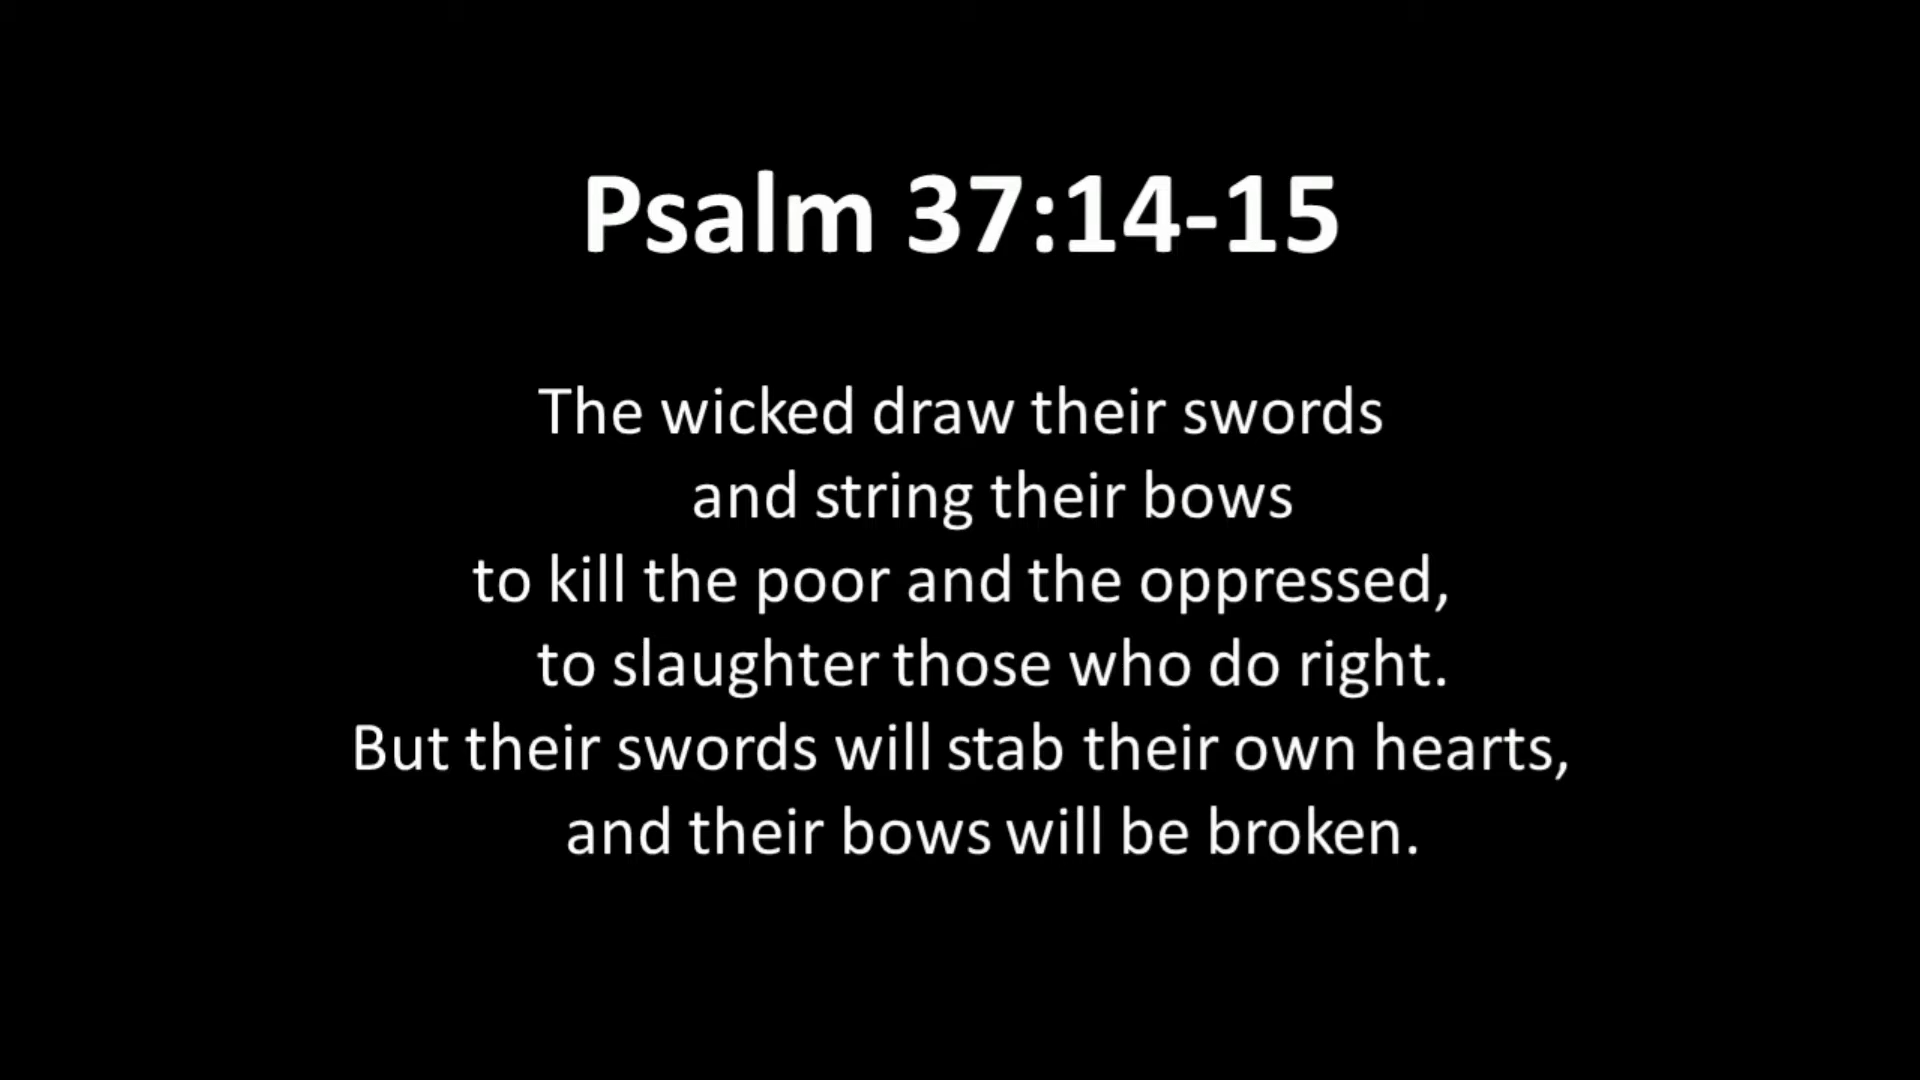 Psalm 37:14-15
The wicked draw their swords
and string their bows
to kill the poor and the oppressed,
to slaughter those who do right.
But their swords will stab their own hearts,
and their bows will be broken.